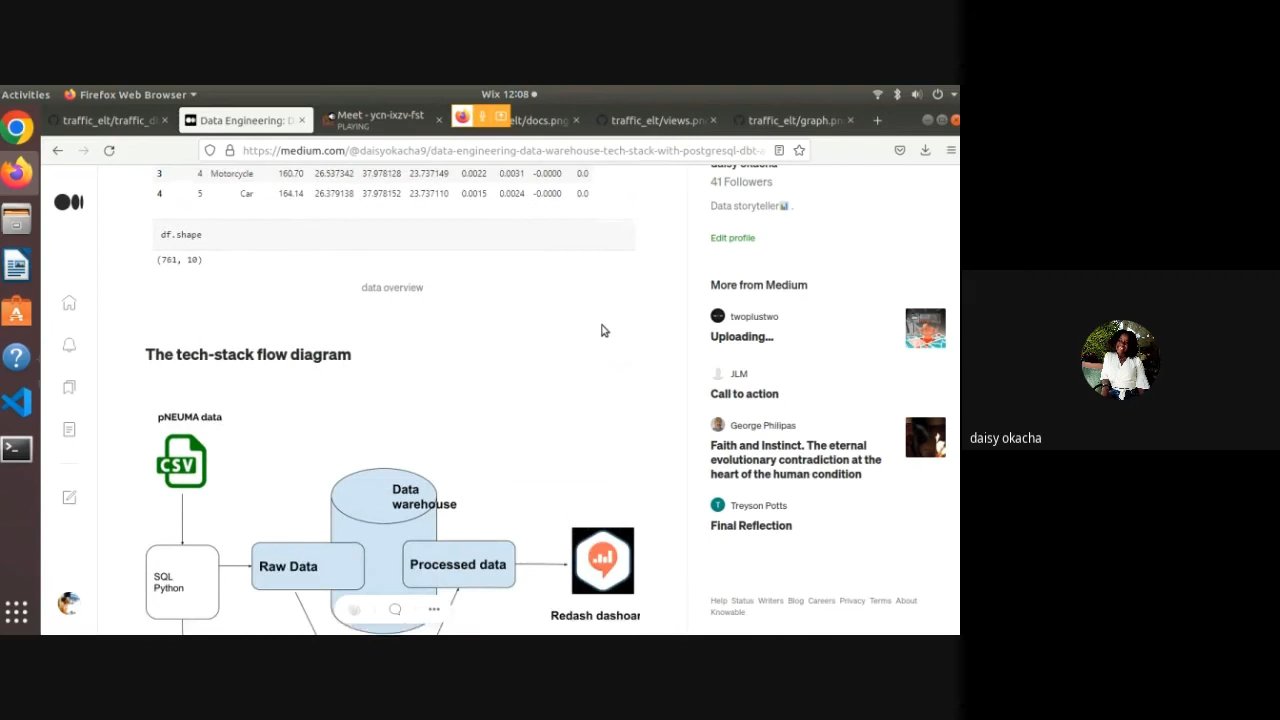 Activities
Firefox Web Browser
Wix 12:08
traffic_elt/traffic_d
Data Engineering: D
Meet - ycn-ixzv-fst
PLAYING
elt/docs.png
traffic_elt/views.png
traffic_elt/graph.png
https://medium.com/@daisyokacha9/data-engineering-data-warehouse-tech-stack-with-postgresql-dbt-a
3 4 Motorcycle 160.70 26.537342 37.978128 23.737149 0.0022 0.0031 -0.0000 0.0
4 5 Car 164.14 26.379138 37.978152 23.737110 0.0015 0.0024 -0.0000 0.0
df.shape
(761, 10)
data overview
The tech-stack flow diagram
pNEUMA data
CSV
Data
warehouse
SQL
Python
Raw Data
Processed data
Redash dashboar
daisy okacha
41 Followers
Data storyteller .
Edit profile
More from Medium
twoplustwo
Uploading...
JLM
Call to action
George Philipas
Faith and Instinct. The eternal
evolutionary contradiction at the
heart of the human condition
T
Treyson Potts
Final Reflection
Help Status Writers Blog Careers Privacy Terms About
Knowable
daisy okacha